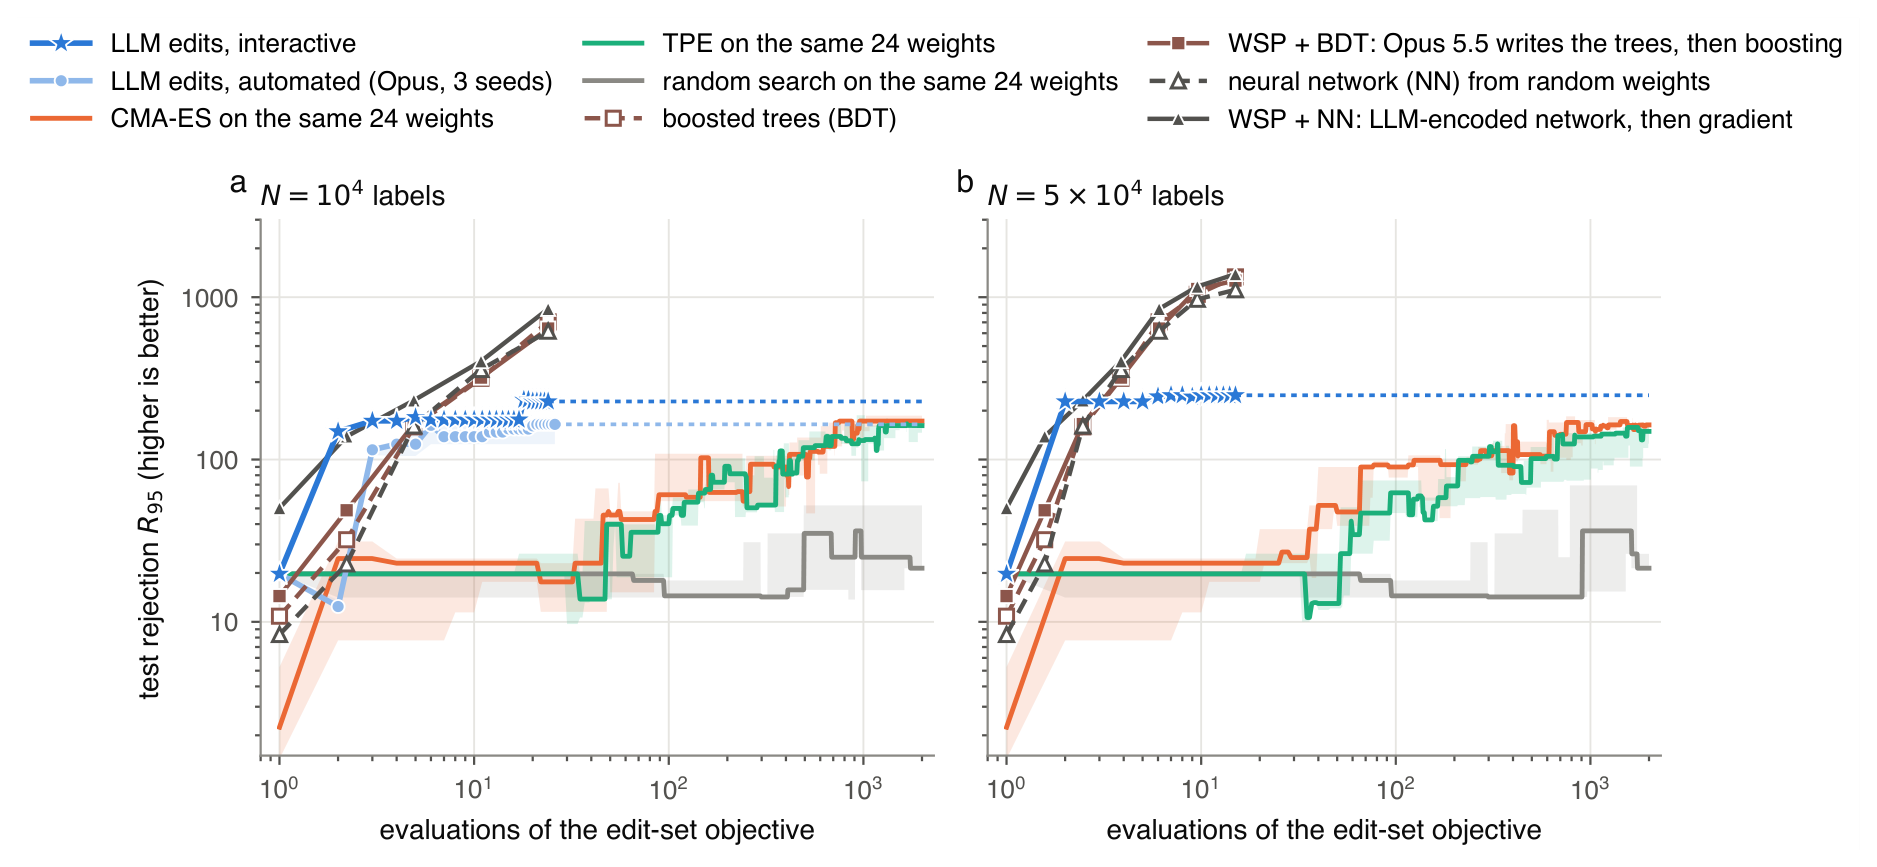 LLM edits, interactive
LLM edits, automated (Opus, 3 seeds)
CMA-ES on the same 24 weights
TPE on the same 24 weights
random search on the same 24 weights
boosted trees (BDT)
WSP + BDT: Opus 5.5 writes the trees, then boosting
neural network (NN) from random weights
WSP + NN: LLM-encoded network, then gradient
a N = 10⁴ labels
b N = 5 × 10⁴ labels
test rejection R₉₅ (higher is better)
1000
100
10
10⁰ 10¹ 10² 10³
10⁰ 10¹ 10² 10³
evaluations of the edit-set objective
evaluations of the edit-set objective